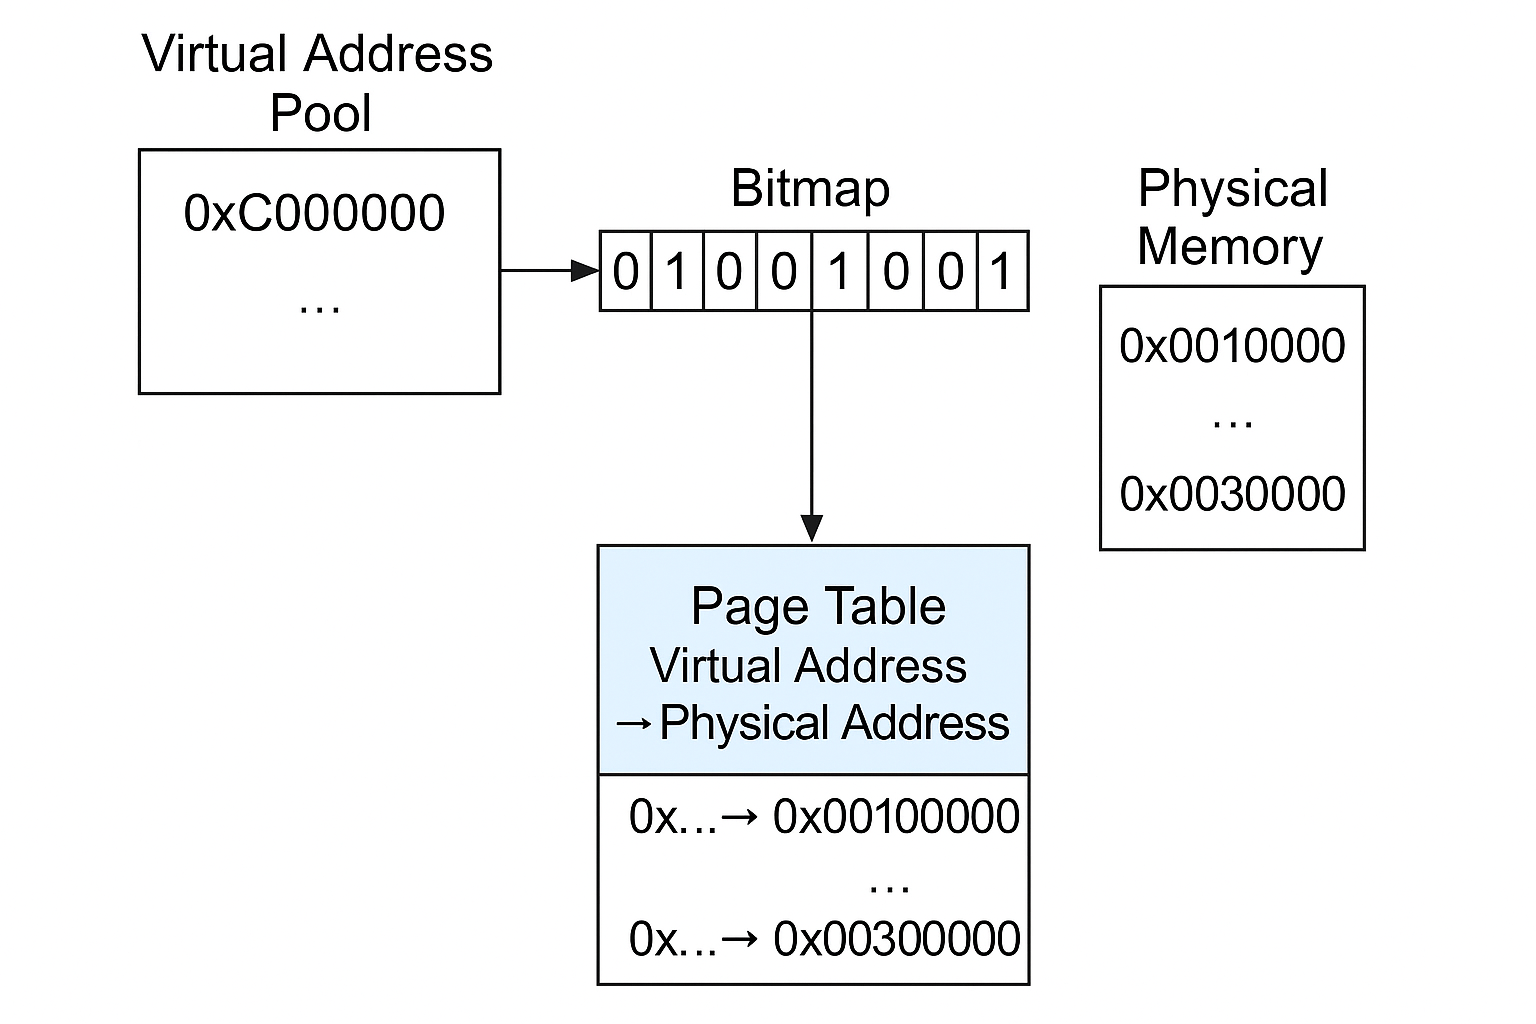 Virtual Address
Pool
0xC000000
...
Bitmap
0 1 0 0 1 0 0 1
Physical
Memory
0x0010000
...
0x0030000
Page Table
Virtual Address
→Physical Address
0x...→ 0x00100000
...
0x...→ 0x00300000